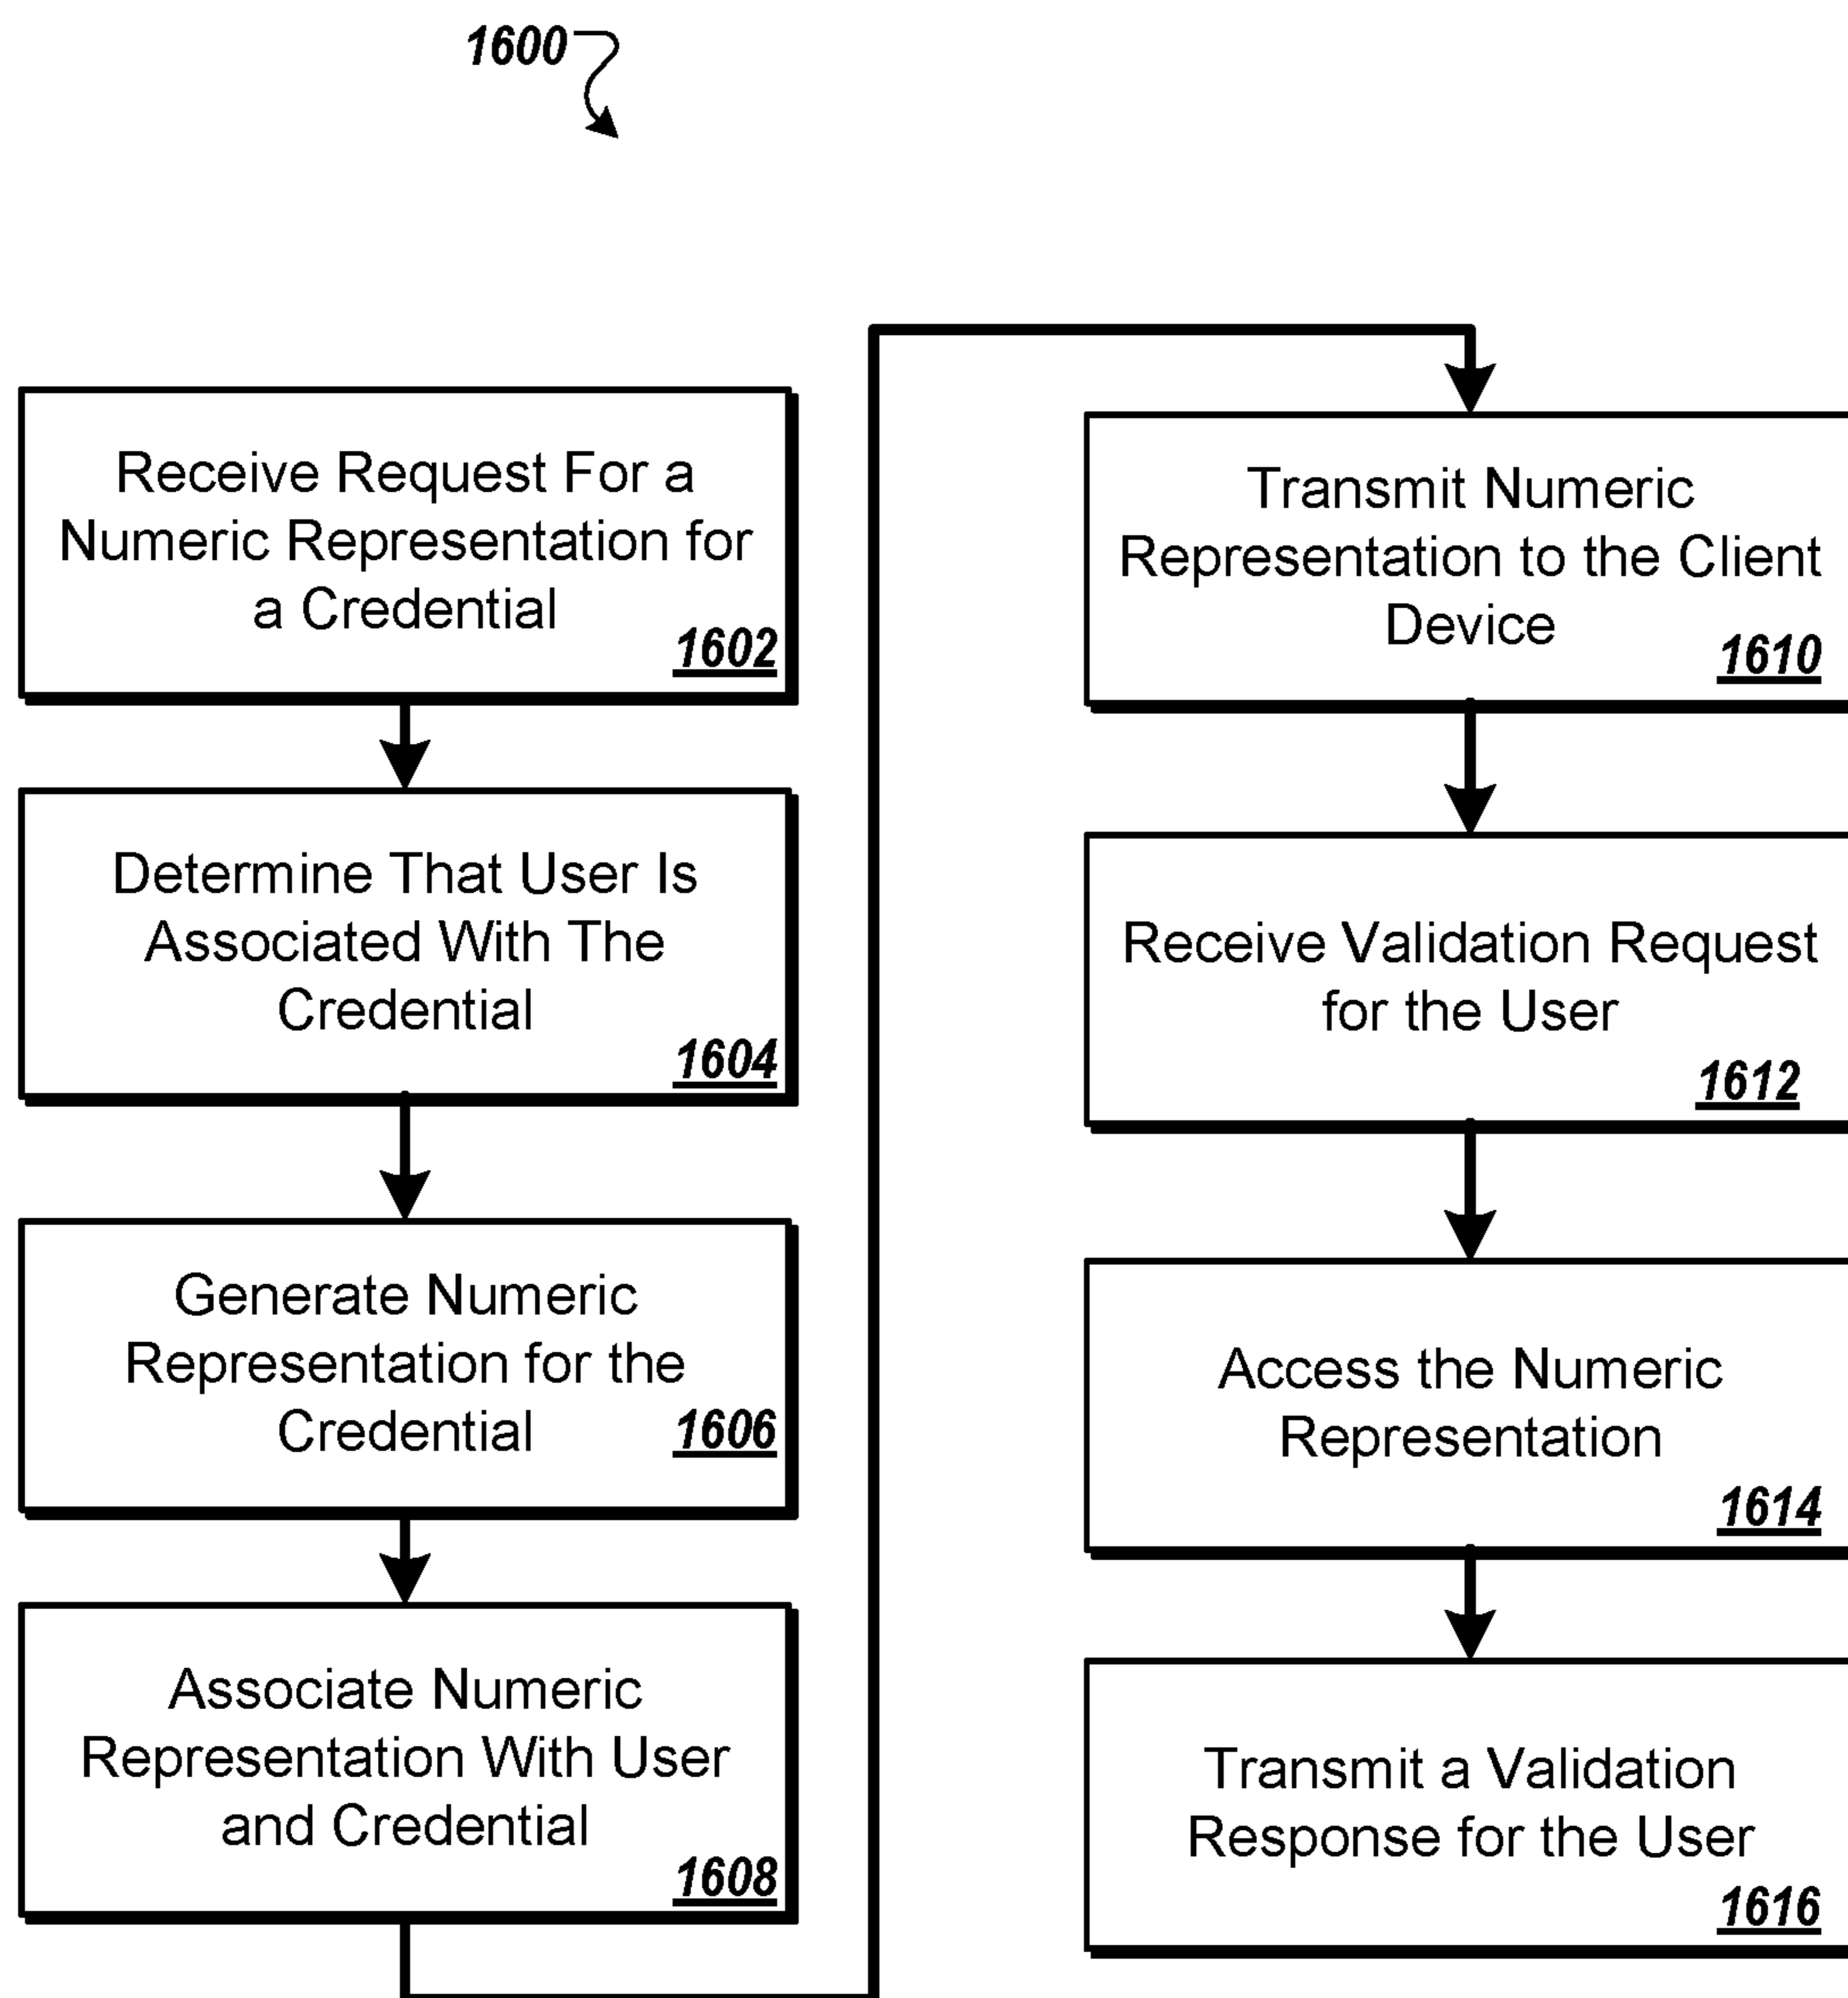 1600
Receive Request For a
Numeric Representation for
a Credential
1602
Determine That User Is
Associated With The
Credential
1604
Generate Numeric
Representation for the
Credential
1606
Associate Numeric
Representation With User
and Credential
1608
Transmit Numeric
Representation to the Client
Device
1610
Receive Validation Request
for the User
1612
Access the Numeric
Representation
1614
Transmit a Validation
Response for the User
1616